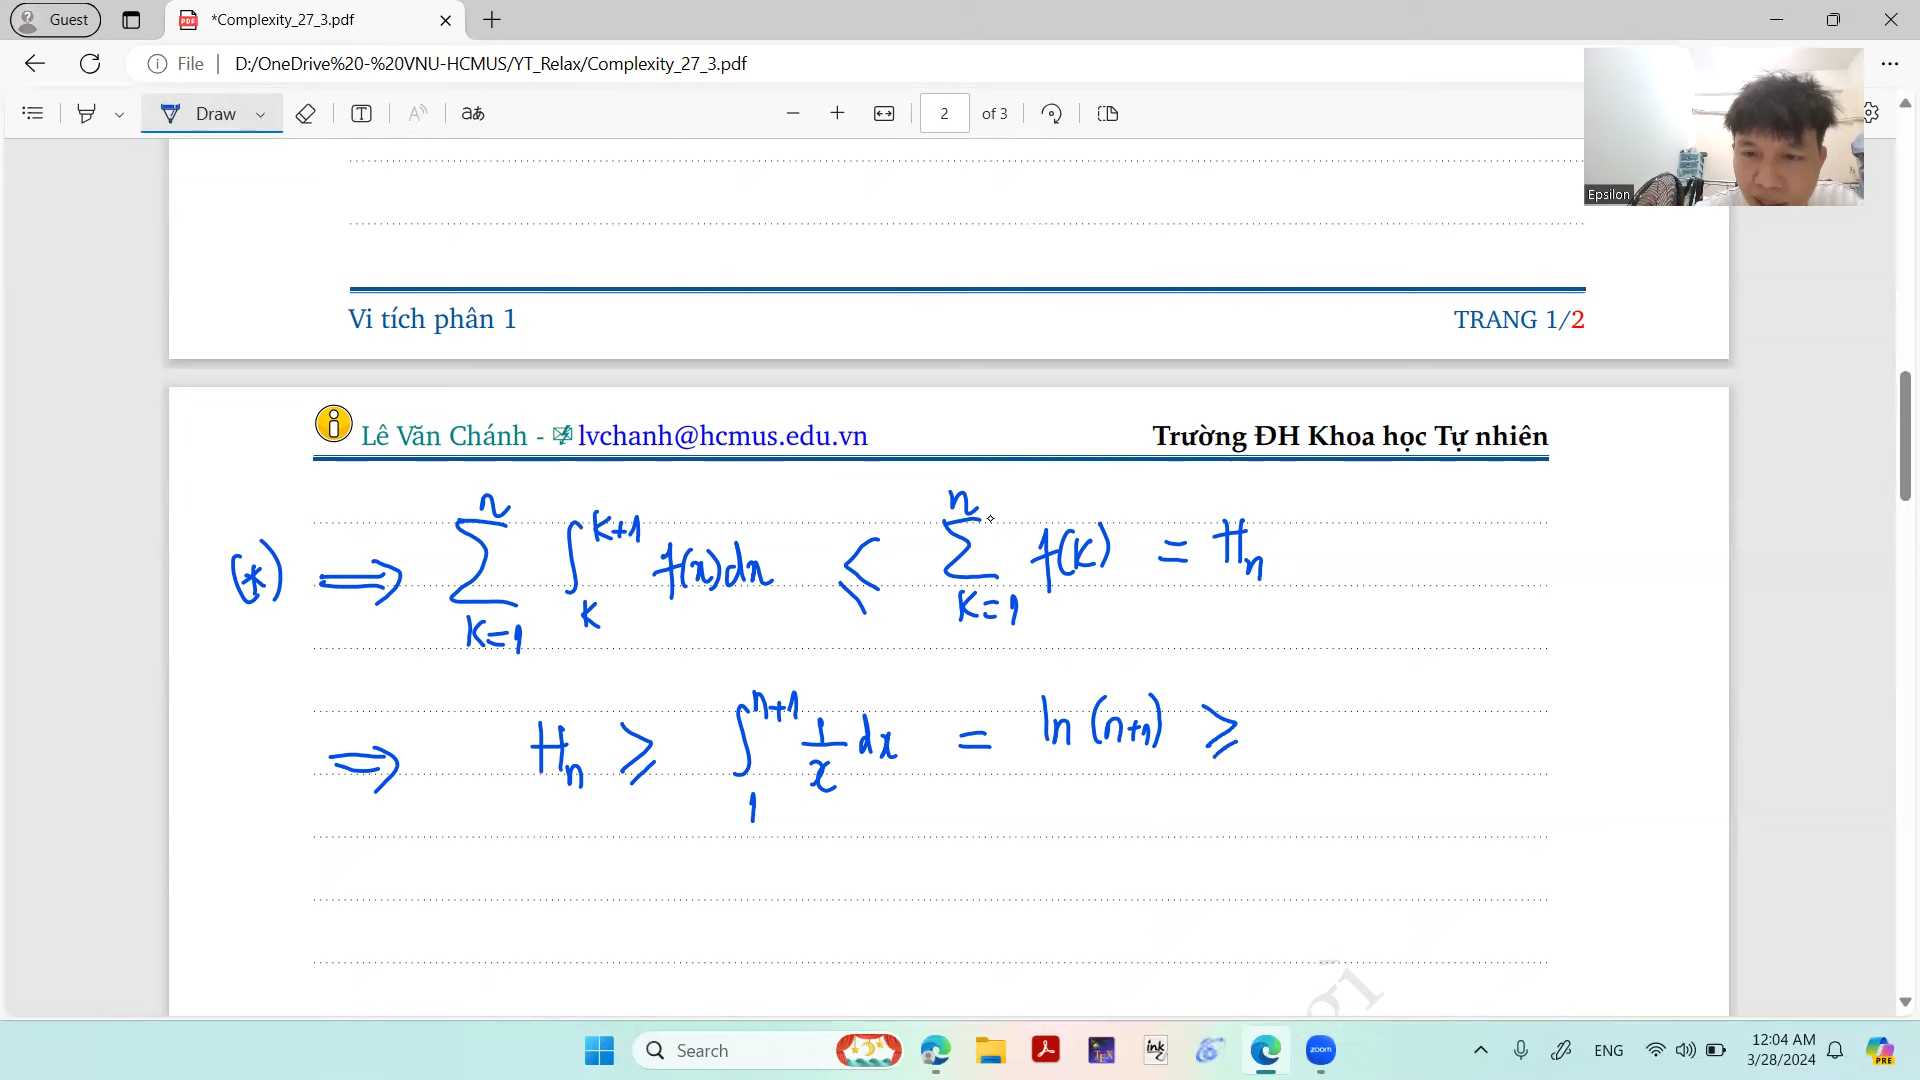 Guest
*Complexity_27_3.pdf
File
D:/OneDrive%20-%20VNU-HCMUS/YT_Relax/Complexity_27_3.pdf
Draw
2 of 3
Epsilon
Vi tích phân 1
TRANG 1/2
Lê Văn Chánh - lvchanh@hcmus.edu.vn
Trường ĐH Khoa học Tự nhiên
(*) ⟹ ∑_{k=1}^{n} ∫_{k}^{k+1} f(x)dx ⩽ ∑_{k=1}^{n} f(k) = H_n
⟹ H_n ⩾ ∫_{1}^{n+1} 1/x dx = ln(n+1) ⩾
Search
ENG
12:04 AM
3/28/2024